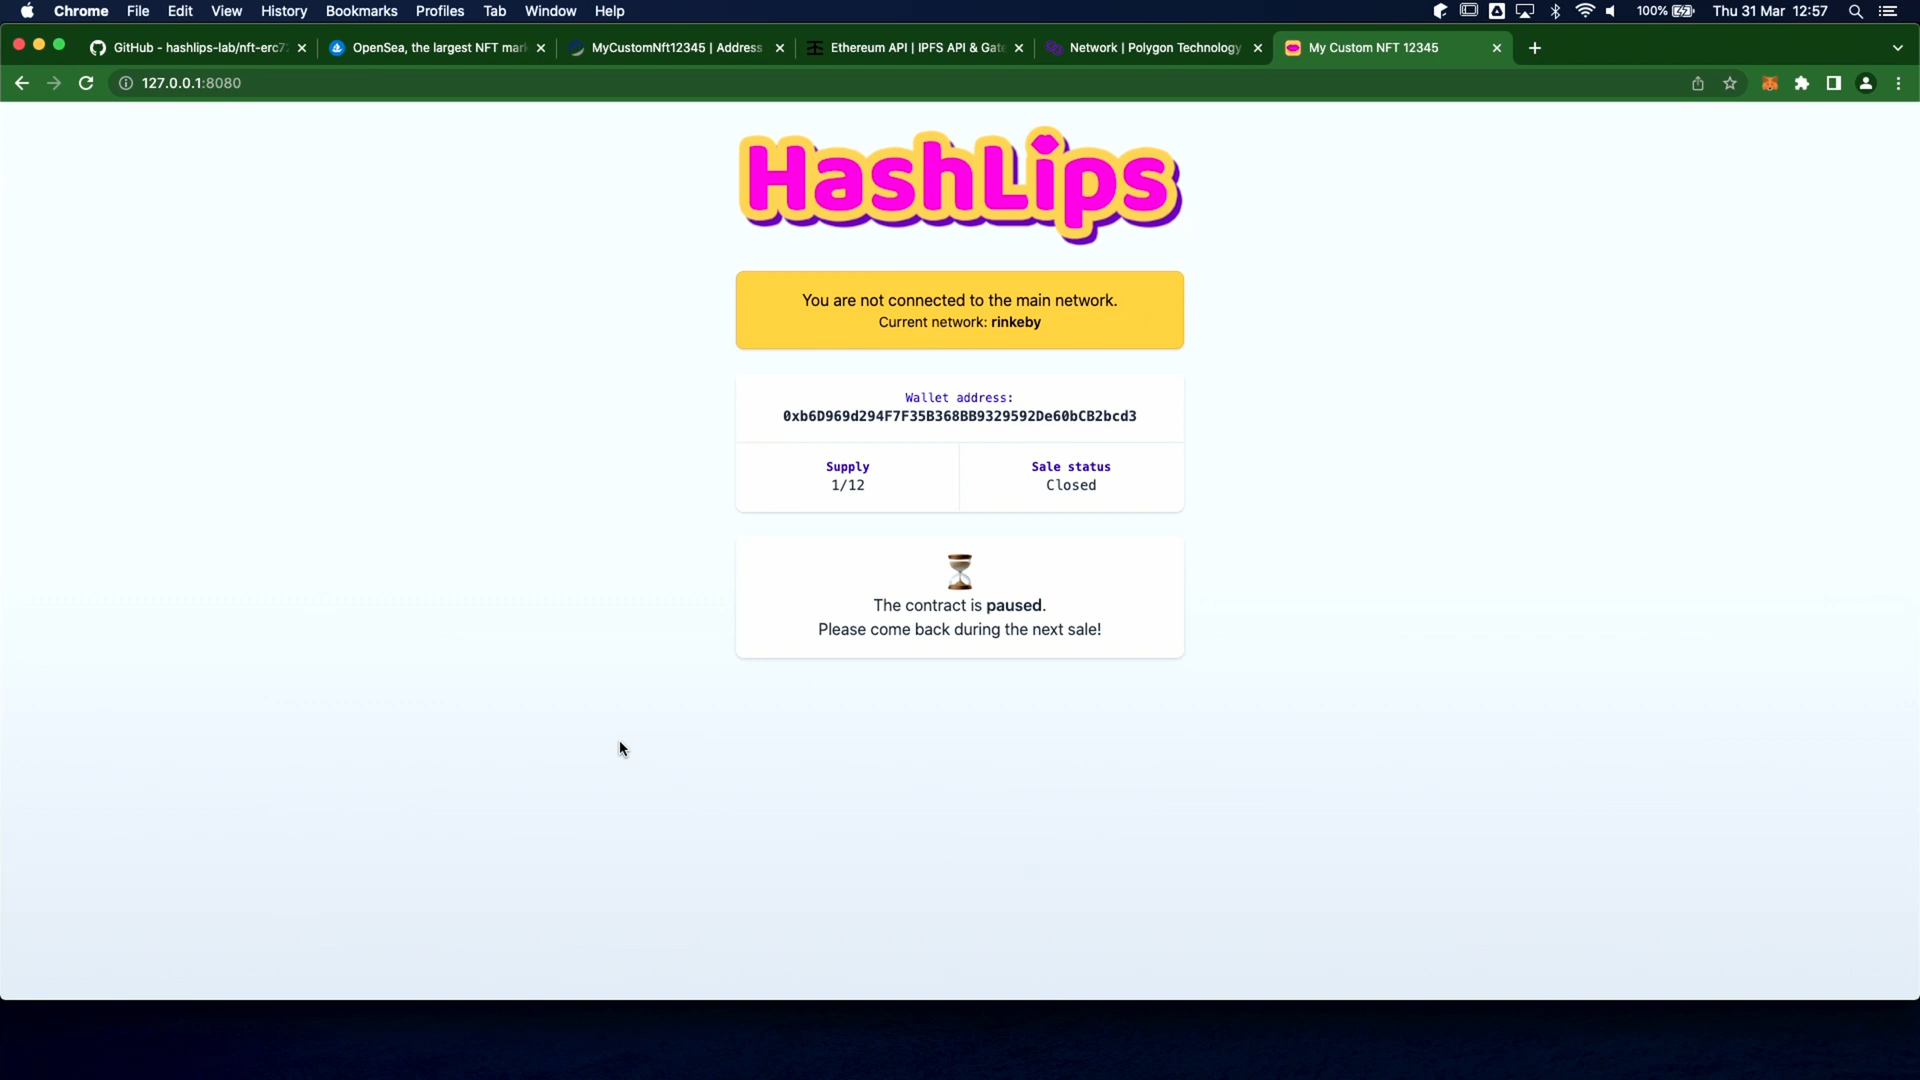 Chrome File Edit View History Bookmarks Profiles Tab Window Help 100% Thu 31 Mar 12:57
GitHub - hashlips-lab/nft-erc72 OpenSea, the largest NFT mark MyCustomNft12345 | Address Ethereum API | IPFS API & Gate Network | Polygon Technology My Custom NFT 12345
127.0.0.1:8080
HashLips
You are not connected to the main network.
Current network: rinkeby
Wallet address:
0xb6D969d294F7F35B368BB9329592De60bCB2bcd3
Supply Sale status
1/12 Closed
The contract is paused.
Please come back during the next sale!